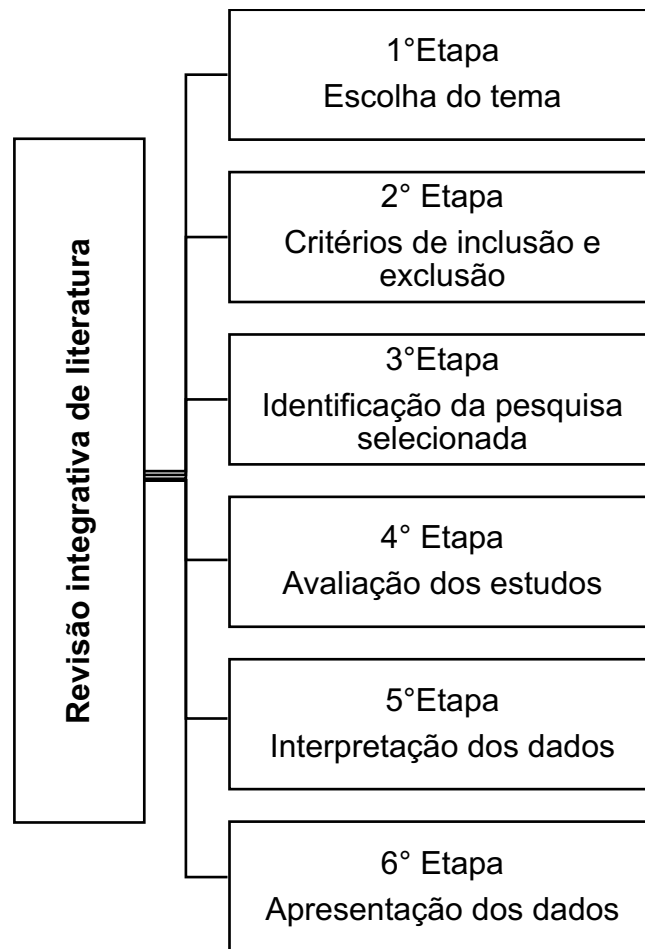 Revisão integrativa de literatura
1°Etapa
Escolha do tema
2° Etapa
Critérios de inclusão e
exclusão
3°Etapa
Identificação da pesquisa
selecionada
4° Etapa
Avaliação dos estudos
5°Etapa
Interpretação dos dados
6° Etapa
Apresentação dos dados